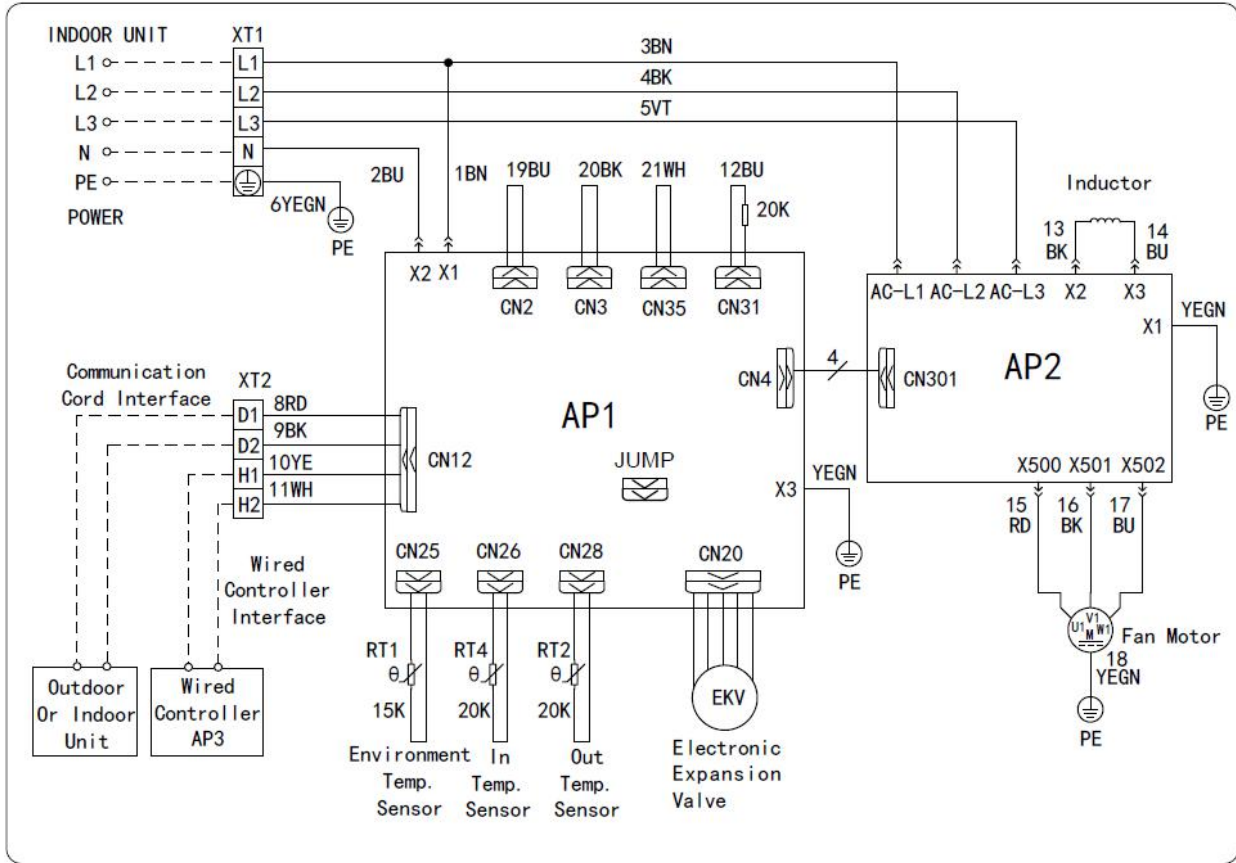 INDOOR UNIT
XT1
L1
L2
L3
N
PE
POWER
L1
L2
L3
N
3BN
4BK
5VT
2BU
1BN
6YEGN
PE
19BU
20BK
21WH
12BU
20K
X2 X1
CN2
CN3
CN35
CN31
Inductor
13
BK
14
BU
AC-L1 AC-L2 AC-L3 X2 X3
X1
YEGN
PE
AP2
CN4
4
CN301
AP1
JUMP
X3
YEGN
PE
X500 X501 X502
15
RD
16
BK
17
BU
U1
V1
M
W1
Fan Motor
18
YEGN
PE
Communication
Cord Interface
XT2
D1
D2
H1
H2
8RD
9BK
10YE
11WH
CN12
Wired
Controller
Interface
Outdoor
Or Indoor
Unit
Wired
Controller
AP3
CN25
CN26
CN28
CN20
RT1
θ
15K
RT4
θ
20K
RT2
θ
20K
Environment
Temp.
Sensor
In
Temp.
Sensor
Out
Temp.
Sensor
EKV
Electronic
Expansion
Valve